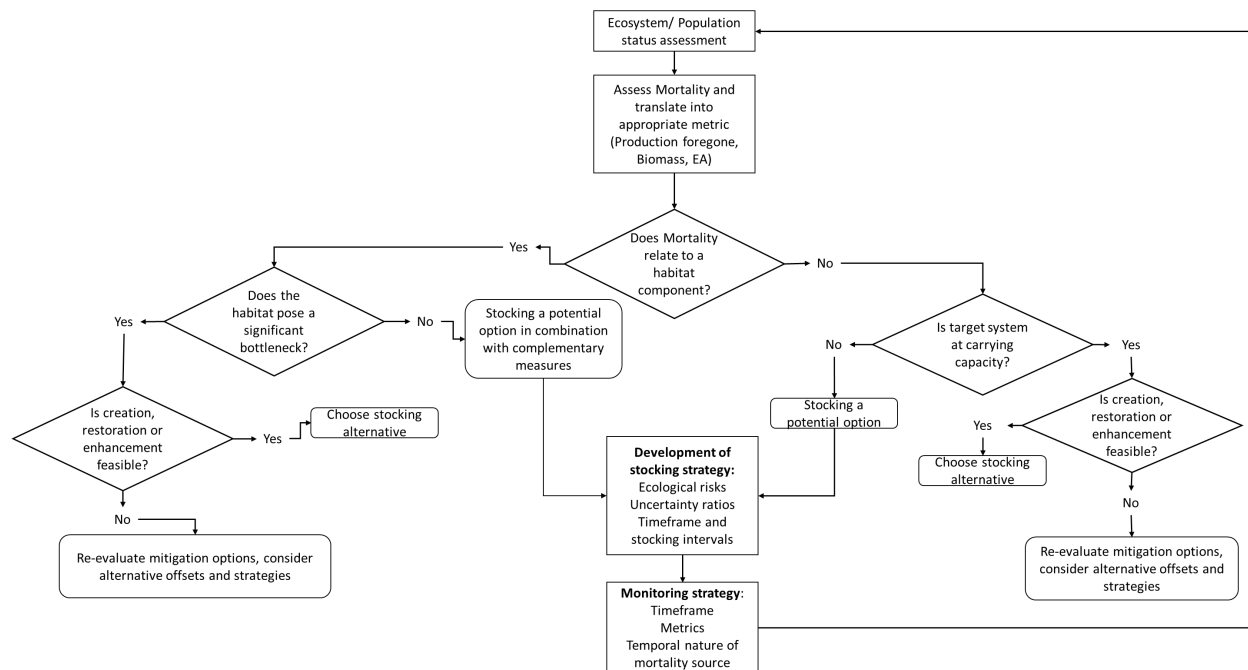 Ecosystem/ Population
status assessment
Assess Mortality and
translate into
appropriate metric
(Production foregone,
Biomass, EA)
Does Mortality
relate to a
habitat
component?
Yes
No
Does the
habitat pose a
significant
bottleneck?
Yes
No
Stocking a potential
option in combination
with complementary
measures
Is target system
at carrying
capacity?
No
Yes
Is creation,
restoration or
enhancement
feasible?
Yes
Choose stocking
alternative
No
Re-evaluate mitigation options, consider
alternative offsets and strategies
Stocking a
potential option
Is creation,
restoration or
enhancement
feasible?
Yes
Choose stocking
alternative
No
Re-evaluate mitigation options,
consider alternative offsets and
strategies
Development of
stocking strategy:
Ecological risks
Uncertainty ratios
Timeframe and
stocking intervals
Monitoring strategy:
Timeframe
Metrics
Temporal nature of
mortality source